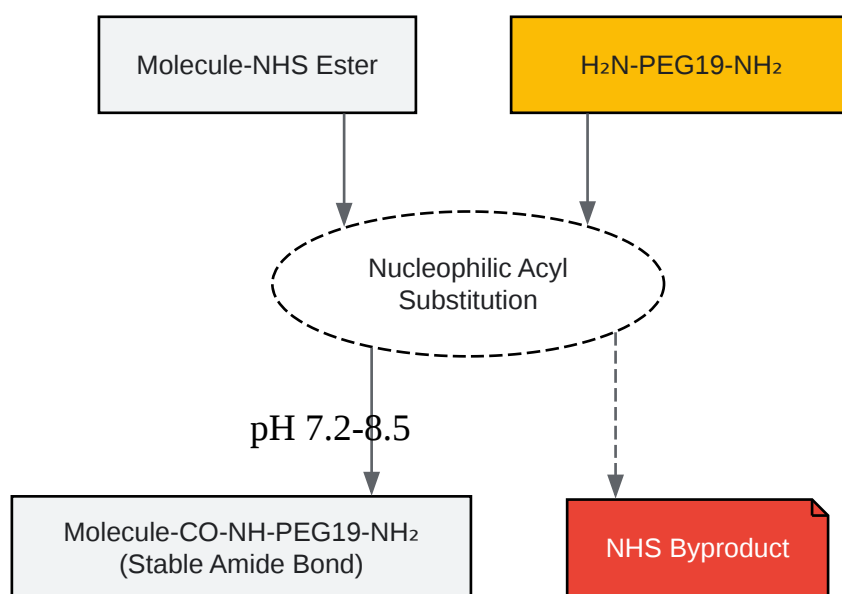 Molecule-NHS Ester
H₂N-PEG19-NH₂
Nucleophilic Acyl
Substitution
pH 7.2-8.5
Molecule-CO-NH-PEG19-NH₂
(Stable Amide Bond)
NHS Byproduct